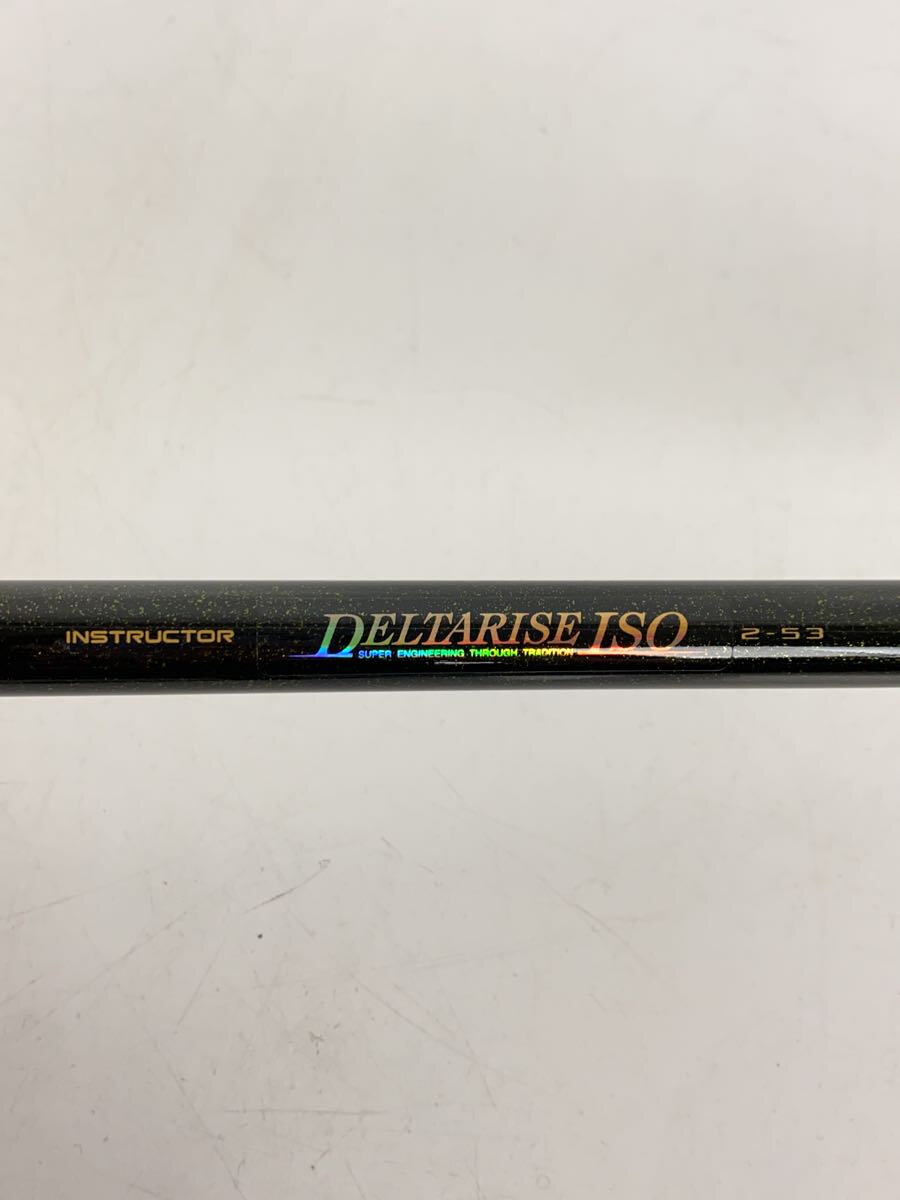 INSTRUCTOR DELTARISE ISO 2-53
SUPER ENGINEERING THROUGH TRADITION